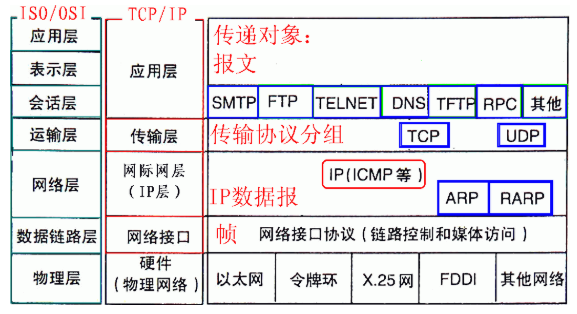 ISO/OSI TCP/IP
应用层
表示层
会话层
运输层
网络层
数据链路层
物理层
应用层
传输层
网际网层
(IP层)
网络接口
硬件
(物理网络)
传递对象:
报文
SMTP FTP TELNET DNS TFTP RPC 其他
传输协议分组 TCP UDP
IP(ICMP等)
IP数据报 ARP RARP
帧 网络接口协议(链路控制和媒体访问)
以太网 令牌环 X.25网 FDDI 其他网络